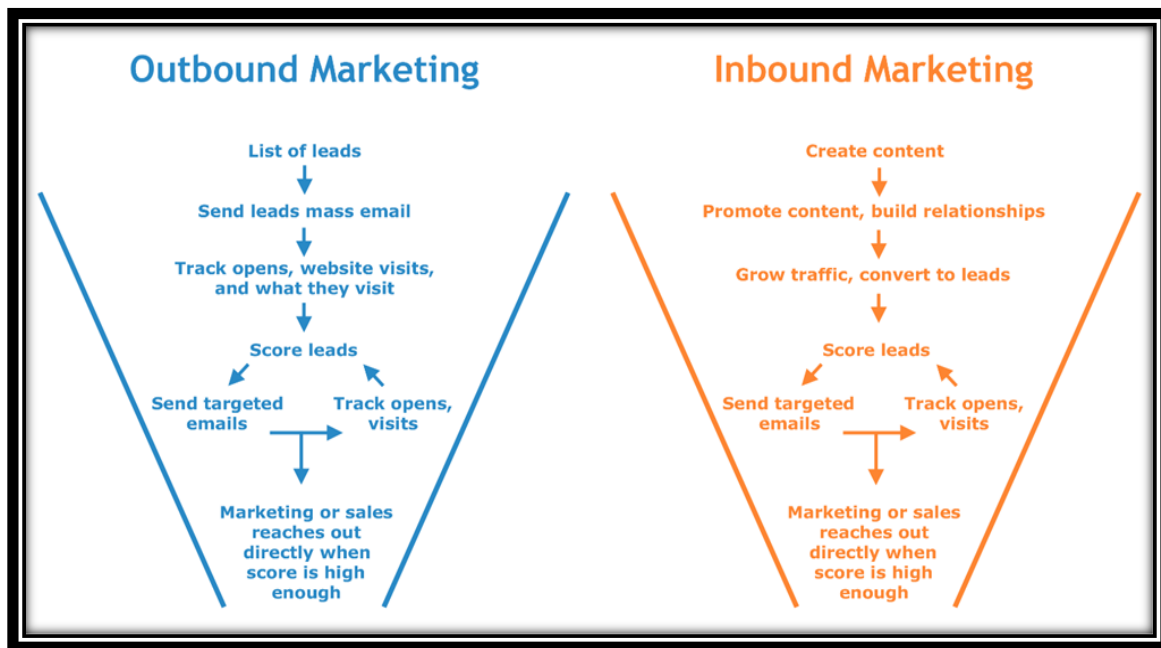 Outbound Marketing
List of leads
Send leads mass email
Track opens, website visits,
and what they visit
Score leads
Send targeted
emails
Track opens,
visits
Marketing or sales
reaches out
directly when
score is high
enough
Inbound Marketing
Create content
Promote content, build relationships
Grow traffic, convert to leads
Score leads
Send targeted
emails
Track opens,
visits
Marketing or sales
reaches out
directly when
score is high
enough